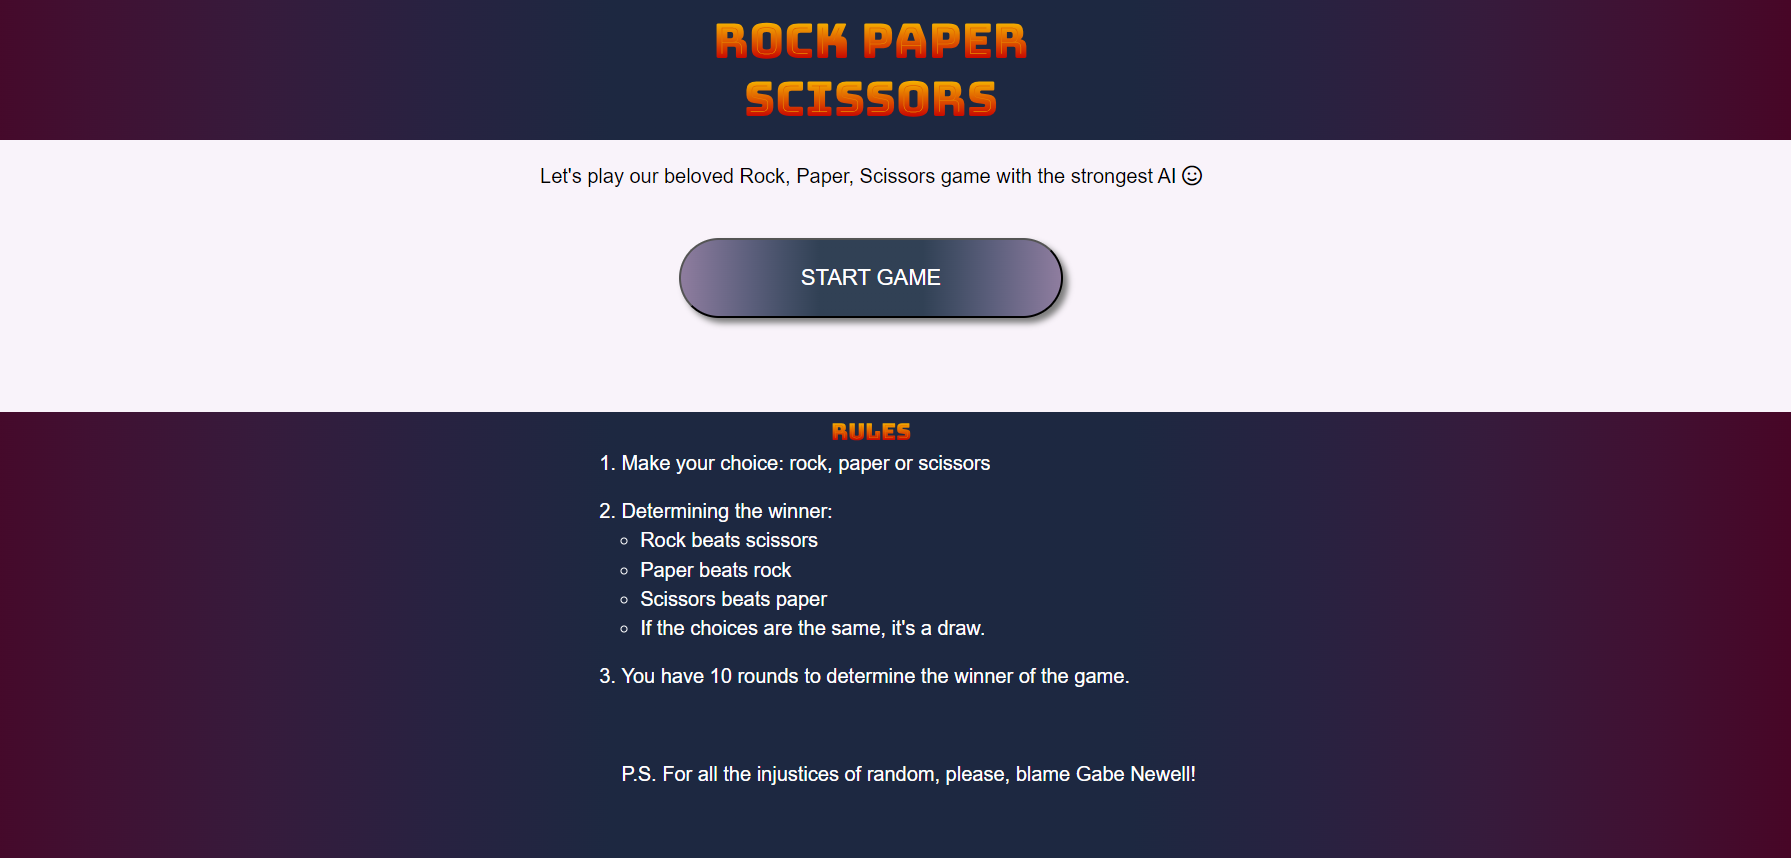 ROCK PAPER
SCISSORS
Let's play our beloved Rock, Paper, Scissors game with the strongest AI
START GAME
RULES
1. Make your choice: rock, paper or scissors
2. Determining the winner:
Rock beats scissors
Paper beats rock
Scissors beats paper
If the choices are the same, it's a draw.
3. You have 10 rounds to determine the winner of the game.
P.S. For all the injustices of random, please, blame Gabe Newell!